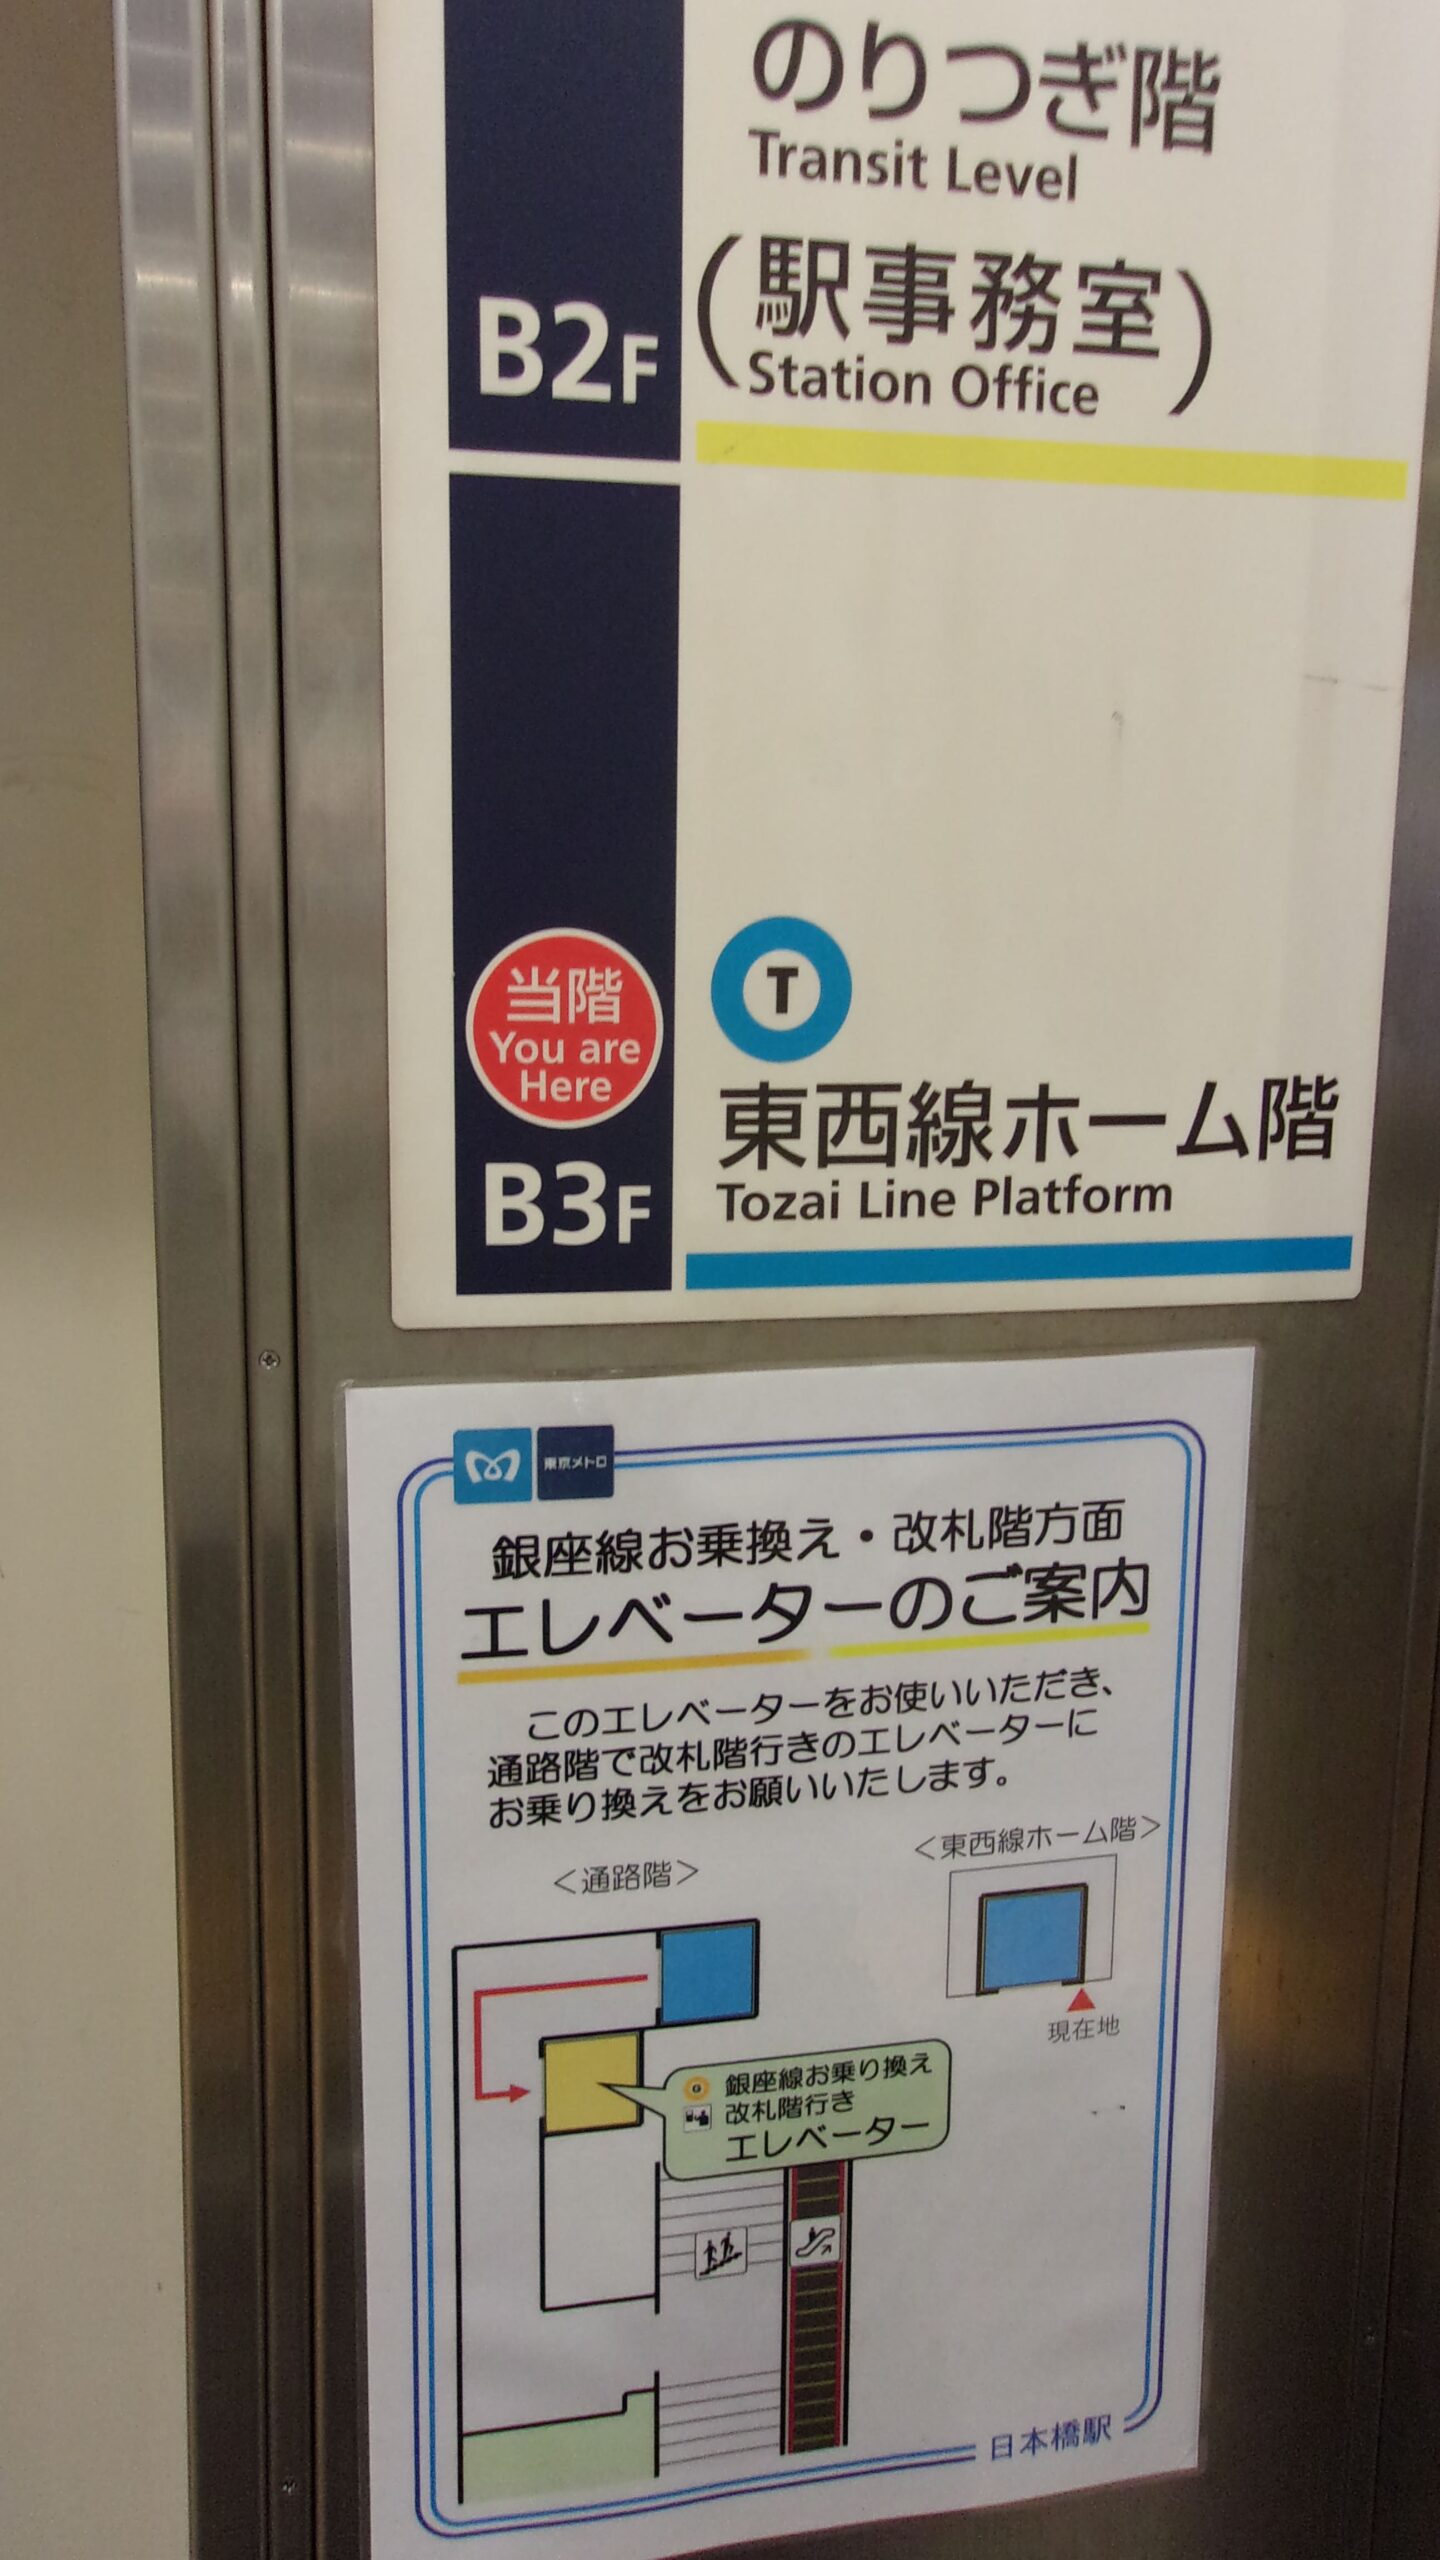 のりつぎ階
Transit Level
B2F
(駅事務室)
Station Office
当階
You are
Here
B3F
T
東西線ホーム階
Tozai Line Platform
東京メトロ
銀座線お乗換え・改札階方面
エレベーターのご案内
このエレベーターをお使いいただき、
通路階で改札階行きのエレベーターに
お乗り換えをお願いいたします。
<通路階>
<東西線ホーム階>
現在地
G 銀座線お乗り換え
改札階行き
エレベーター
日本橋駅